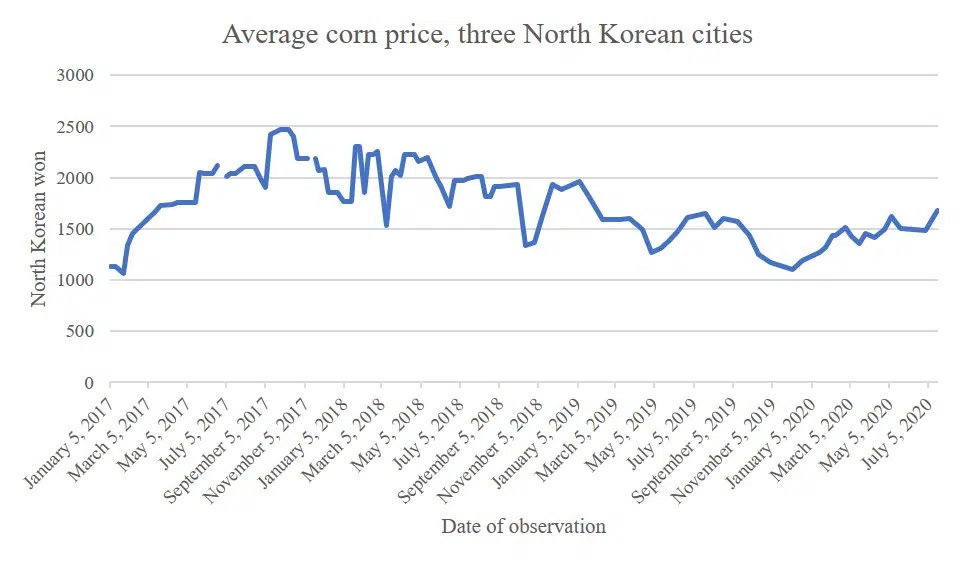 Average corn price, three North Korean cities
3000
2500
2000
1500
1000
500
0
North Korean won
January 5, 2017
March 5, 2017
May 5, 2017
July 5, 2017
September 5, 2017
November 5, 2017
January 5, 2018
March 5, 2018
May 5, 2018
July 5, 2018
September 5, 2018
November 5, 2018
January 5, 2019
March 5, 2019
May 5, 2019
July 5, 2019
September 5, 2019
November 5, 2019
January 5, 2020
March 5, 2020
May 5, 2020
July 5, 2020
Date of observation